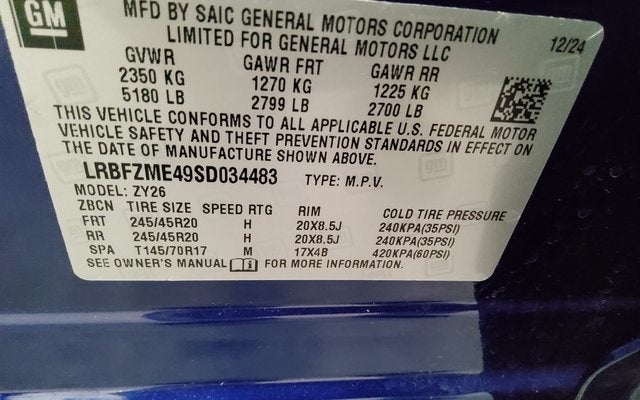 GM
MFD BY SAIC GENERAL MOTORS CORPORATION
LIMITED FOR GENERAL MOTORS LLC
12/24
GVWR GAWR FRT GAWR RR
2350 KG 1270 KG 1225 KG
5180 LB 2799 LB 2700 LB
THIS VEHICLE CONFORMS TO ALL APPLICABLE U.S. FEDERAL MOTOR
VEHICLE SAFETY AND THEFT PREVENTION STANDARDS IN EFFECT ON
THE DATE OF MANUFACTURE SHOWN ABOVE.
LRBFZME49SD034483 TYPE: M.P.V.
MODEL: ZY26
ZBCN TIRE SIZE SPEED RTG RIM COLD TIRE PRESSURE
FRT 245/45R20 H 20X8.5J 240KPA(35PSI)
RR 245/45R20 H 20X8.5J 240KPA(35PSI)
SPA T145/70R17 M 17X4B 420KPA(60PSI)
SEE OWNER'S MANUAL FOR MORE INFORMATION.